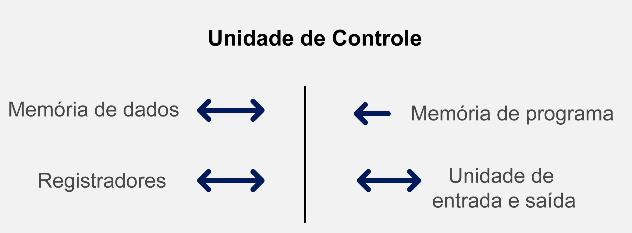 Unidade de Controle
Memória de dados
Memória de programa
Registradores
Unidade de
entrada e saída